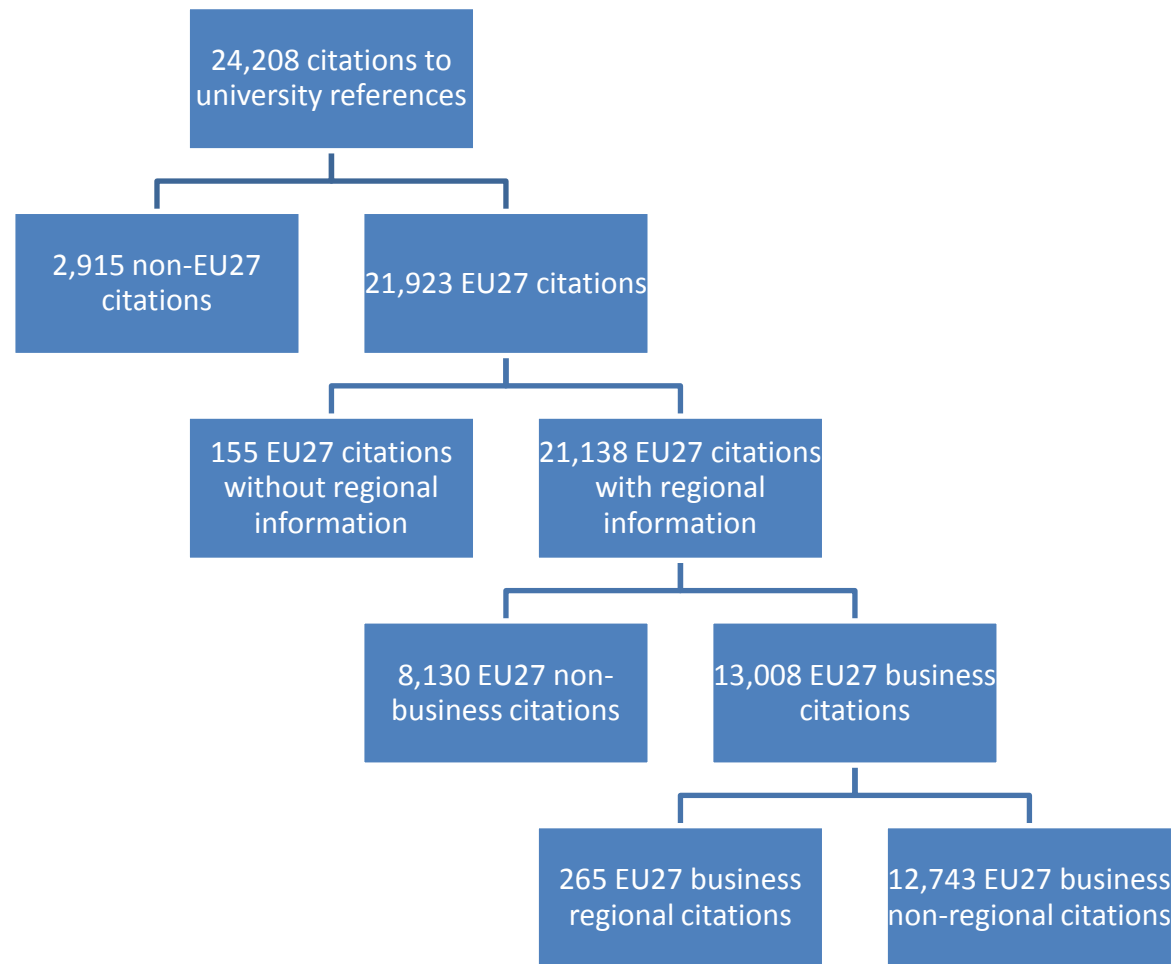 24,208 citations to
university references
2,915 non-EU27
citations
21,923 EU27 citations
155 EU27 citations
without regional
information
21,138 EU27 citations
with regional
information
8,130 EU27 non-
business citations
13,008 EU27 business
citations
265 EU27 business
regional citations
12,743 EU27 business
non-regional citations